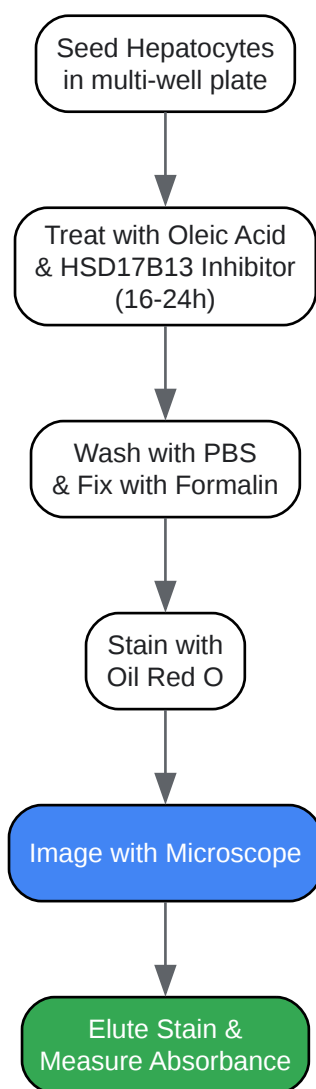 Seed Hepatocytes
in multi-well plate
Treat with Oleic Acid
& HSD17B13 Inhibitor
(16-24h)
Wash with PBS
& Fix with Formalin
Stain with
Oil Red O
Image with Microscope
Elute Stain &
Measure Absorbance